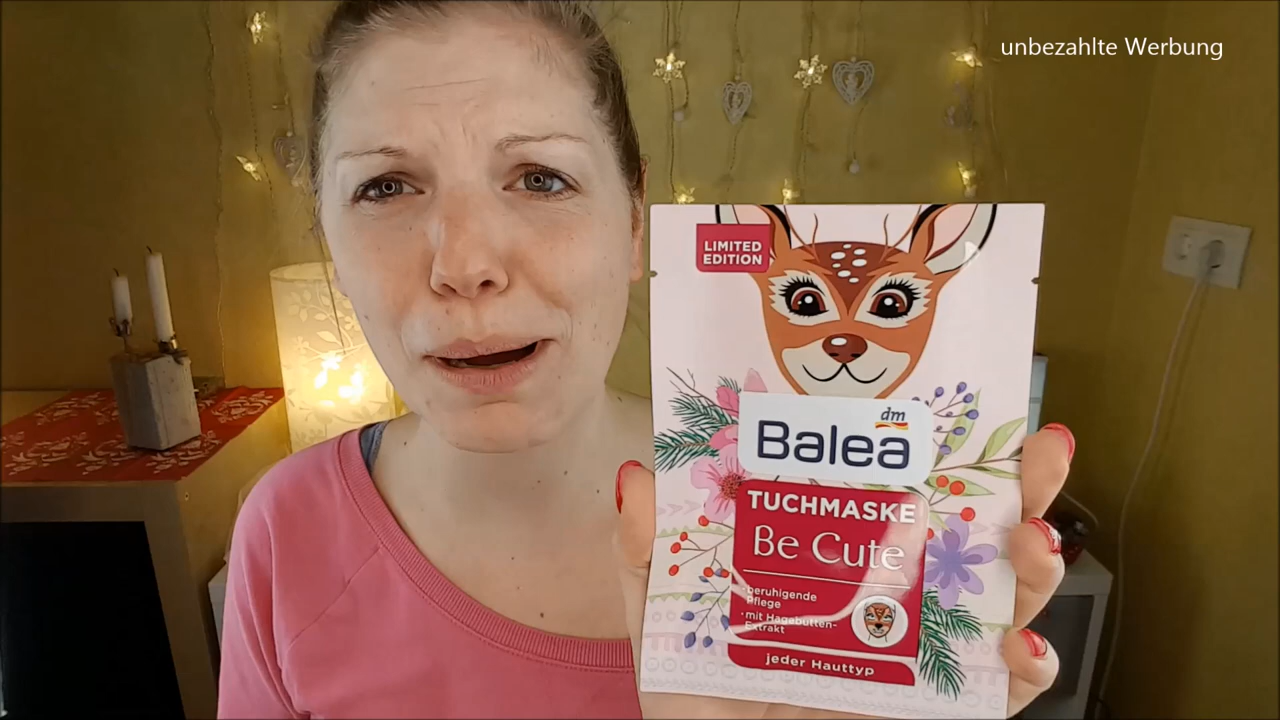 unbezahlte Werbung
LIMITED
EDITION
dm
Balea
TUCHMASKE
Be Cute
• beruhigende
Pflege
• mit Hagebutten-
Extrakt
jeder Hauttyp